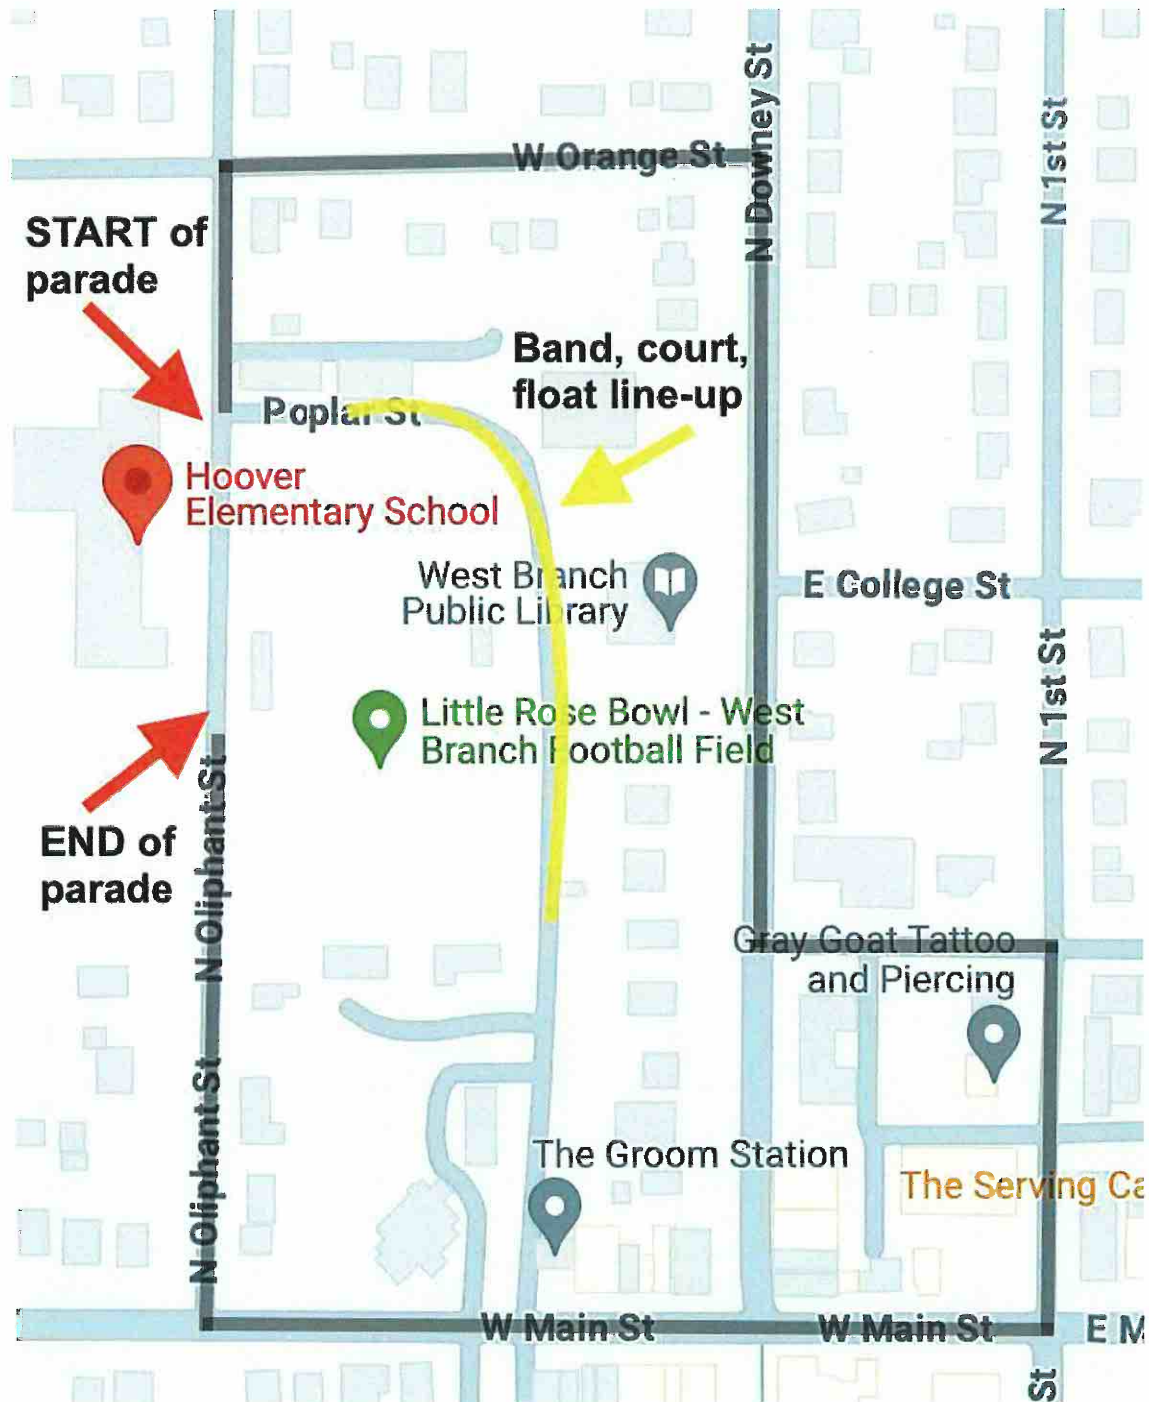 N Downey St
N 1st St
W Orange St
START of
parade
Band, court,
float line-up
Poplar St
Hoover
Elementary School
West Branch
Public Library
E College St
N 1st St
Little Rose Bowl - West
Branch Football Field
N Oliphant St
END of
parade
Gray Goat Tattoo
and Piercing
N Oliphant St
The Groom Station
The Serving Ca
W Main St
W Main St
E M
St